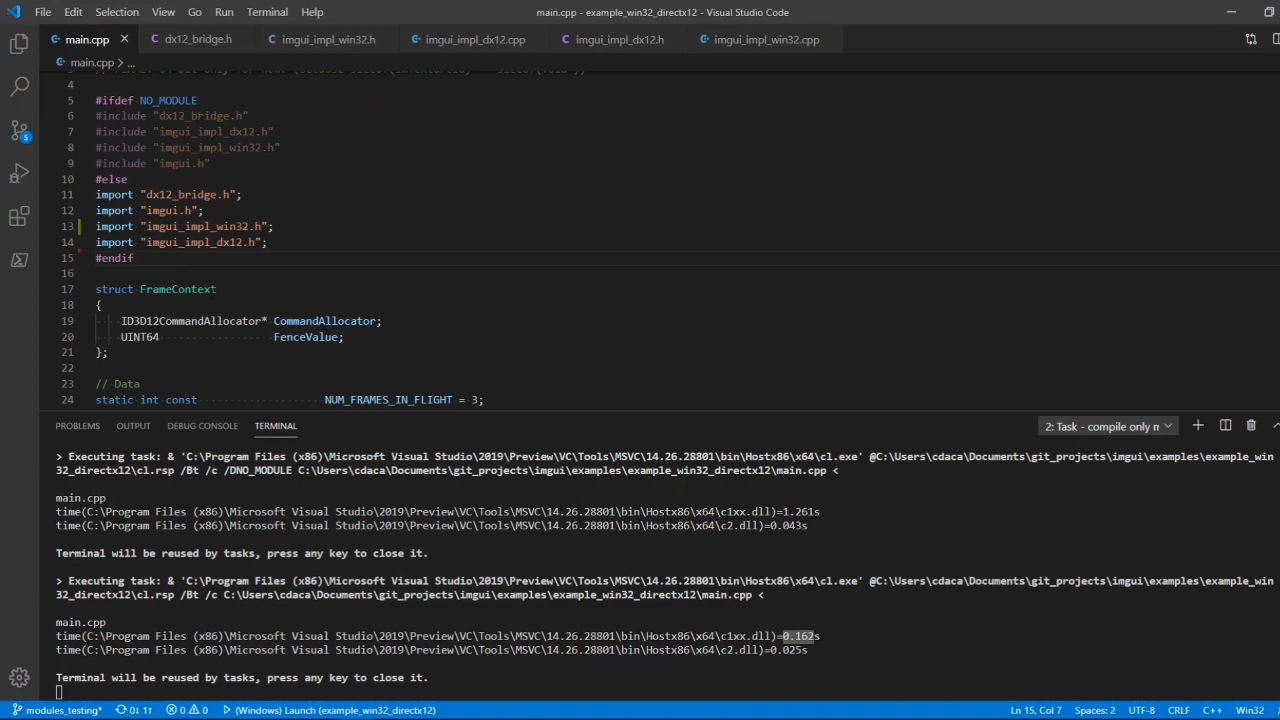 File Edit Selection View Go Run Terminal Help main.cpp - example_win32_directx12 - Visual Studio Code
main.cpp dx12_bridge.h imgui_impl_win32.h imgui_impl_dx12.cpp imgui_impl_dx12.h imgui_impl_win32.cpp
main.cpp > ...
4
5 #ifdef NO_MODULE
6 #include "dx12_bridge.h"
7 #include "imgui_impl_dx12.h"
8 #include "imgui_impl_win32.h"
9 #include "imgui.h"
10 #else
11 import "dx12_bridge.h";
12 import "imgui.h";
13 import "imgui_impl_win32.h";
14 import "imgui_impl_dx12.h";
15 #endif
16
17 struct FrameContext
18 {
19 ID3D12CommandAllocator* CommandAllocator;
20 UINT64 FenceValue;
21 };
22
23 // Data
24 static int const NUM_FRAMES_IN_FLIGHT = 3;
5
PROBLEMS OUTPUT DEBUG CONSOLE TERMINAL 2: Task - compile only m
> Executing task: & 'C:\Program Files (x86)\Microsoft Visual Studio\2019\Preview\VC\Tools\MSVC\14.26.28801\bin\Hostx86\x64\cl.exe' @C:\Users\cdaca\Documents\git_projects\imgui\examples\example_win
32_directx12\cl.rsp /Bt /c /DNO_MODULE C:\Users\cdaca\Documents\git_projects\imgui\examples\example_win32_directx12\main.cpp <
main.cpp
time(C:\Program Files (x86)\Microsoft Visual Studio\2019\Preview\VC\Tools\MSVC\14.26.28801\bin\Hostx86\x64\c1xx.dll)=1.261s
time(C:\Program Files (x86)\Microsoft Visual Studio\2019\Preview\VC\Tools\MSVC\14.26.28801\bin\Hostx86\x64\c2.dll)=0.043s
Terminal will be reused by tasks, press any key to close it.
> Executing task: & 'C:\Program Files (x86)\Microsoft Visual Studio\2019\Preview\VC\Tools\MSVC\14.26.28801\bin\Hostx86\x64\cl.exe' @C:\Users\cdaca\Documents\git_projects\imgui\examples\example_win
32_directx12\cl.rsp /Bt /c C:\Users\cdaca\Documents\git_projects\imgui\examples\example_win32_directx12\main.cpp <
main.cpp
time(C:\Program Files (x86)\Microsoft Visual Studio\2019\Preview\VC\Tools\MSVC\14.26.28801\bin\Hostx86\x64\c1xx.dll)=0.162s
time(C:\Program Files (x86)\Microsoft Visual Studio\2019\Preview\VC\Tools\MSVC\14.26.28801\bin\Hostx86\x64\c2.dll)=0.025s
Terminal will be reused by tasks, press any key to close it.
modules_testing* 0↓ 1↑ 0 0 (Windows) Launch (example_win32_directx12) Ln 15, Col 7 Spaces: 2 UTF-8 CRLF C++ Win32